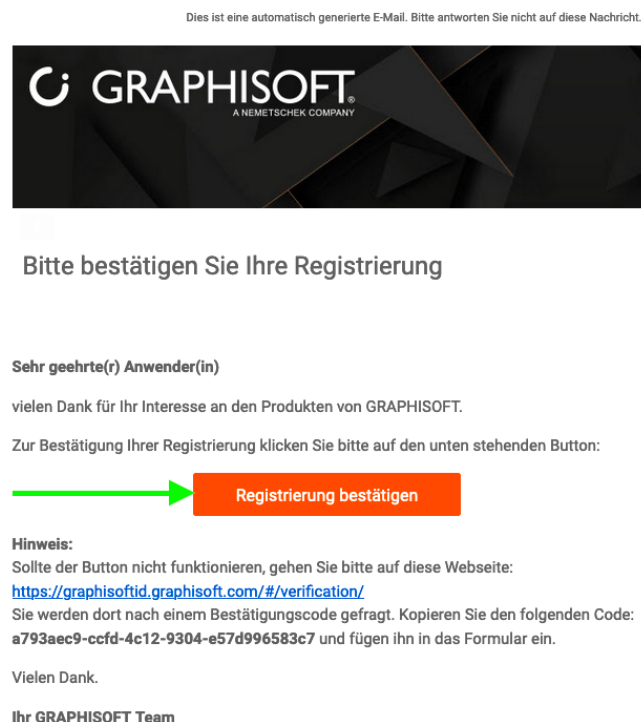 Dies ist eine automatisch generierte E-Mail. Bitte antworten Sie nicht auf diese Nachricht.
GRAPHISOFT®
A NEMETSCHEK COMPANY
Bitte bestätigen Sie Ihre Registrierung
Sehr geehrte(r) Anwender(in)
vielen Dank für Ihr Interesse an den Produkten von GRAPHISOFT.
Zur Bestätigung Ihrer Registrierung klicken Sie bitte auf den unten stehenden Button:
Registrierung bestätigen
Hinweis:
Sollte der Button nicht funktionieren, gehen Sie bitte auf diese Webseite:
https://graphisoftid.graphisoft.com/#/verification/
Sie werden dort nach einem Bestätigungscode gefragt. Kopieren Sie den folgenden Code:
a793aec9-ccfd-4c12-9304-e57d996583c7 und fügen ihn in das Formular ein.
Vielen Dank.
Ihr GRAPHISOFT Team